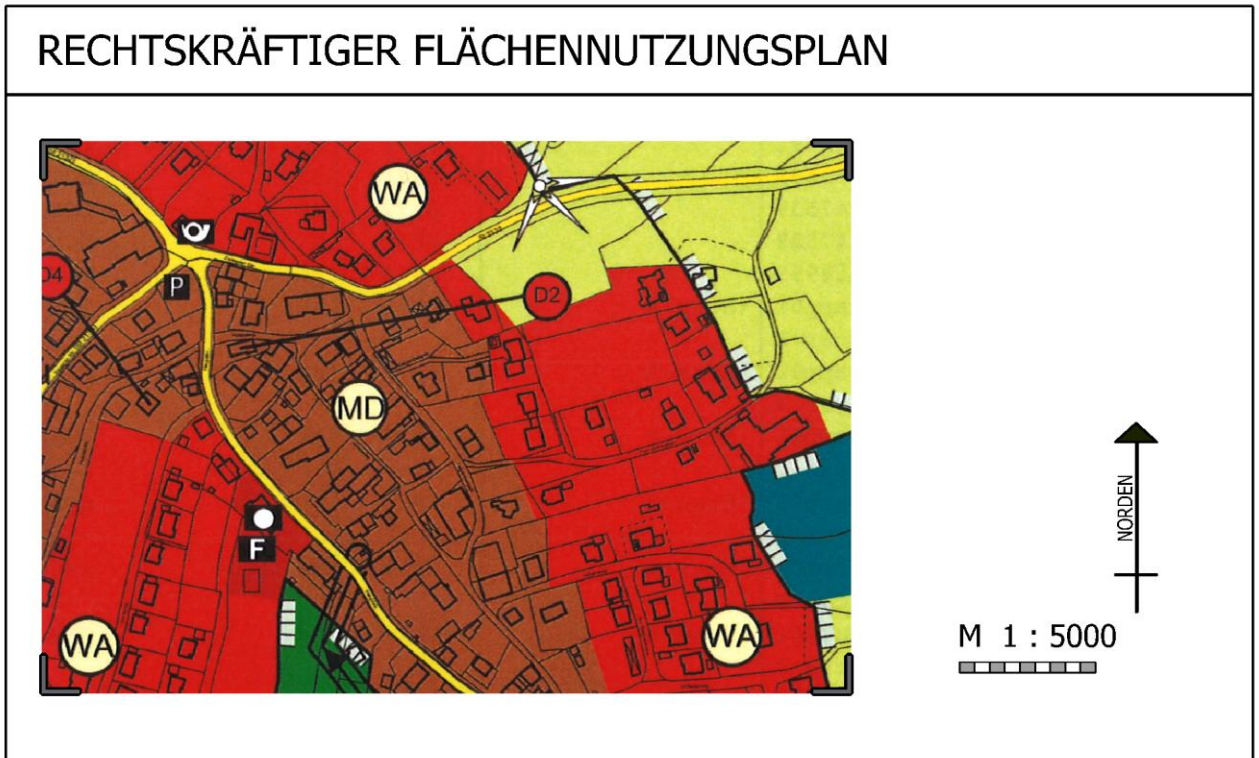 RECHTSKRÄFTIGER FLÄCHENNUTZUNGSPLAN
WA
D4
P
D2
MD
F
WA
WA
NORDEN
M 1 : 5000